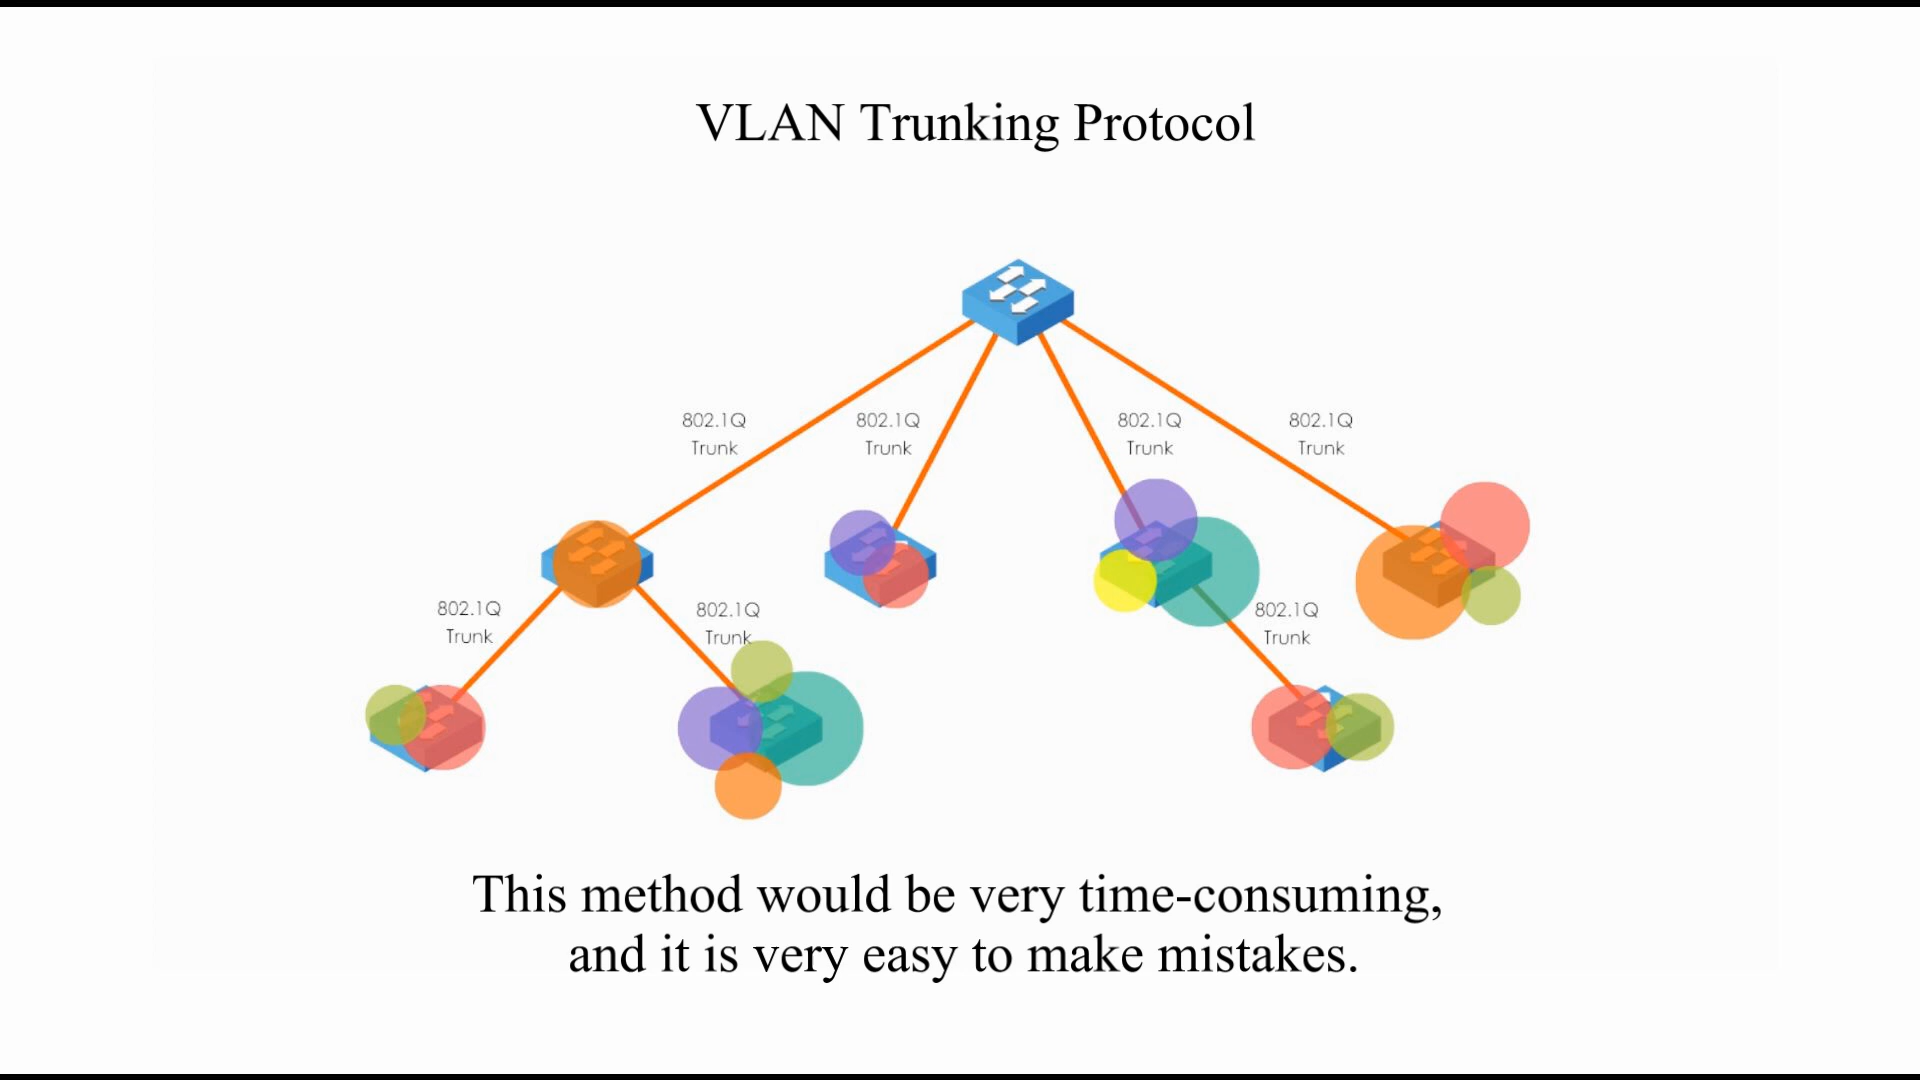 VLAN Trunking Protocol
802.1Q
Trunk
802.1Q
Trunk
802.1Q
Trunk
802.1Q
Trunk
802.1Q
Trunk
802.1Q
Trunk
802.1Q
Trunk
This method would be very time-consuming,
and it is very easy to make mistakes.